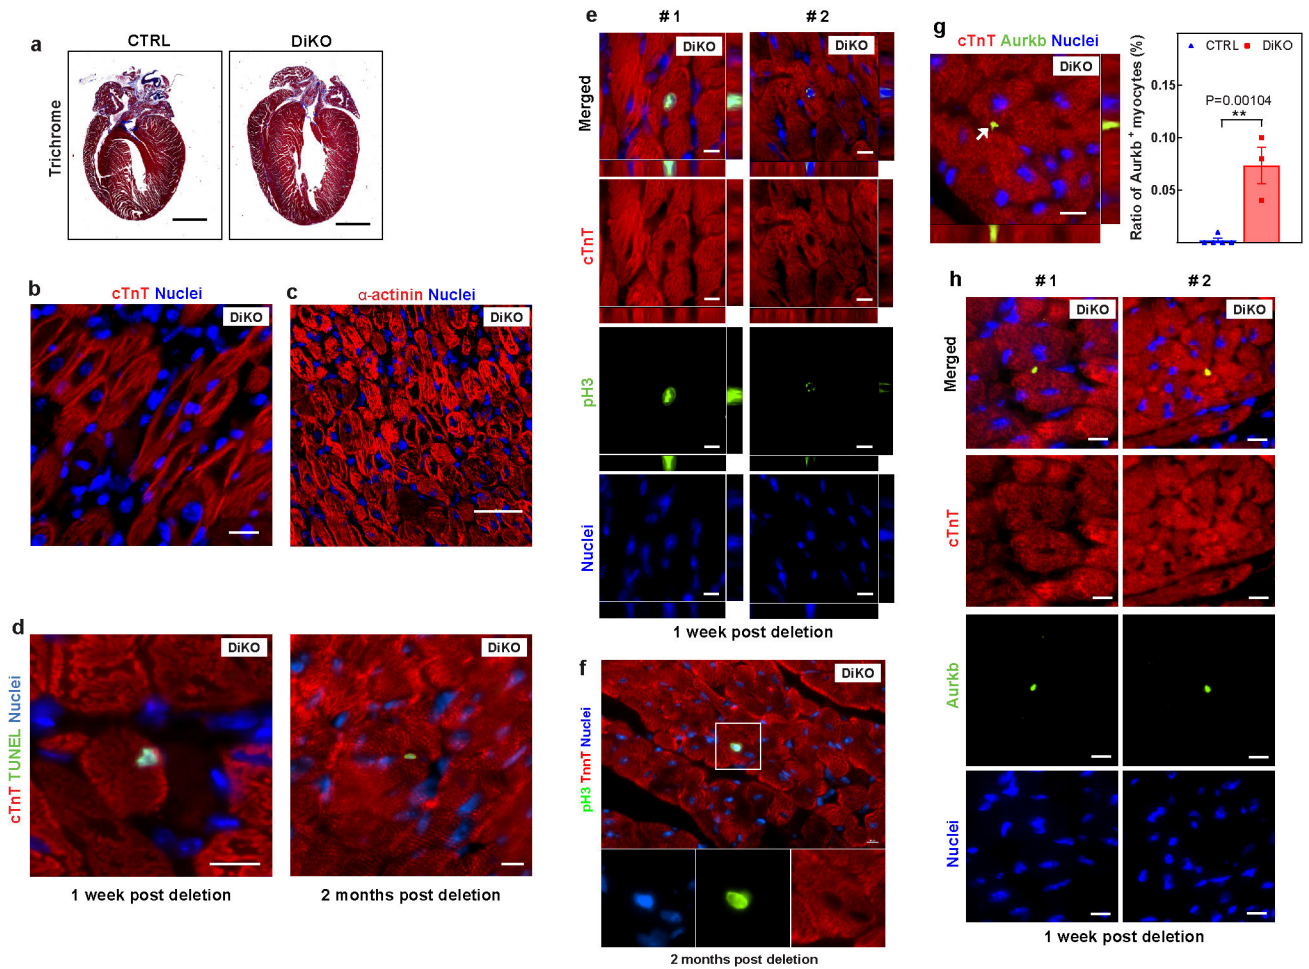 a
CTRL
DiKO
Trichrome
b
cTnT Nuclei
DiKO
c
α-actinin Nuclei
DiKO
d
cTnT TUNEL Nuclei
DiKO
DiKO
1 week post deletion
2 months post deletion
e
# 1
# 2
Merged
DiKO
DiKO
cTnT
pH3
Nuclei
1 week post deletion
f
pH3 TnnT Nuclei
DiKO
2 months post deletion
g
cTnT Aurkb Nuclei
DiKO
Ratio of Aurkb + myocytes (%)
CTRL DiKO
0.15
P=0.00104
**
0.10
0.05
h
# 1
# 2
Merged
DiKO
DiKO
cTnT
Aurkb
Nuclei
1 week post deletion